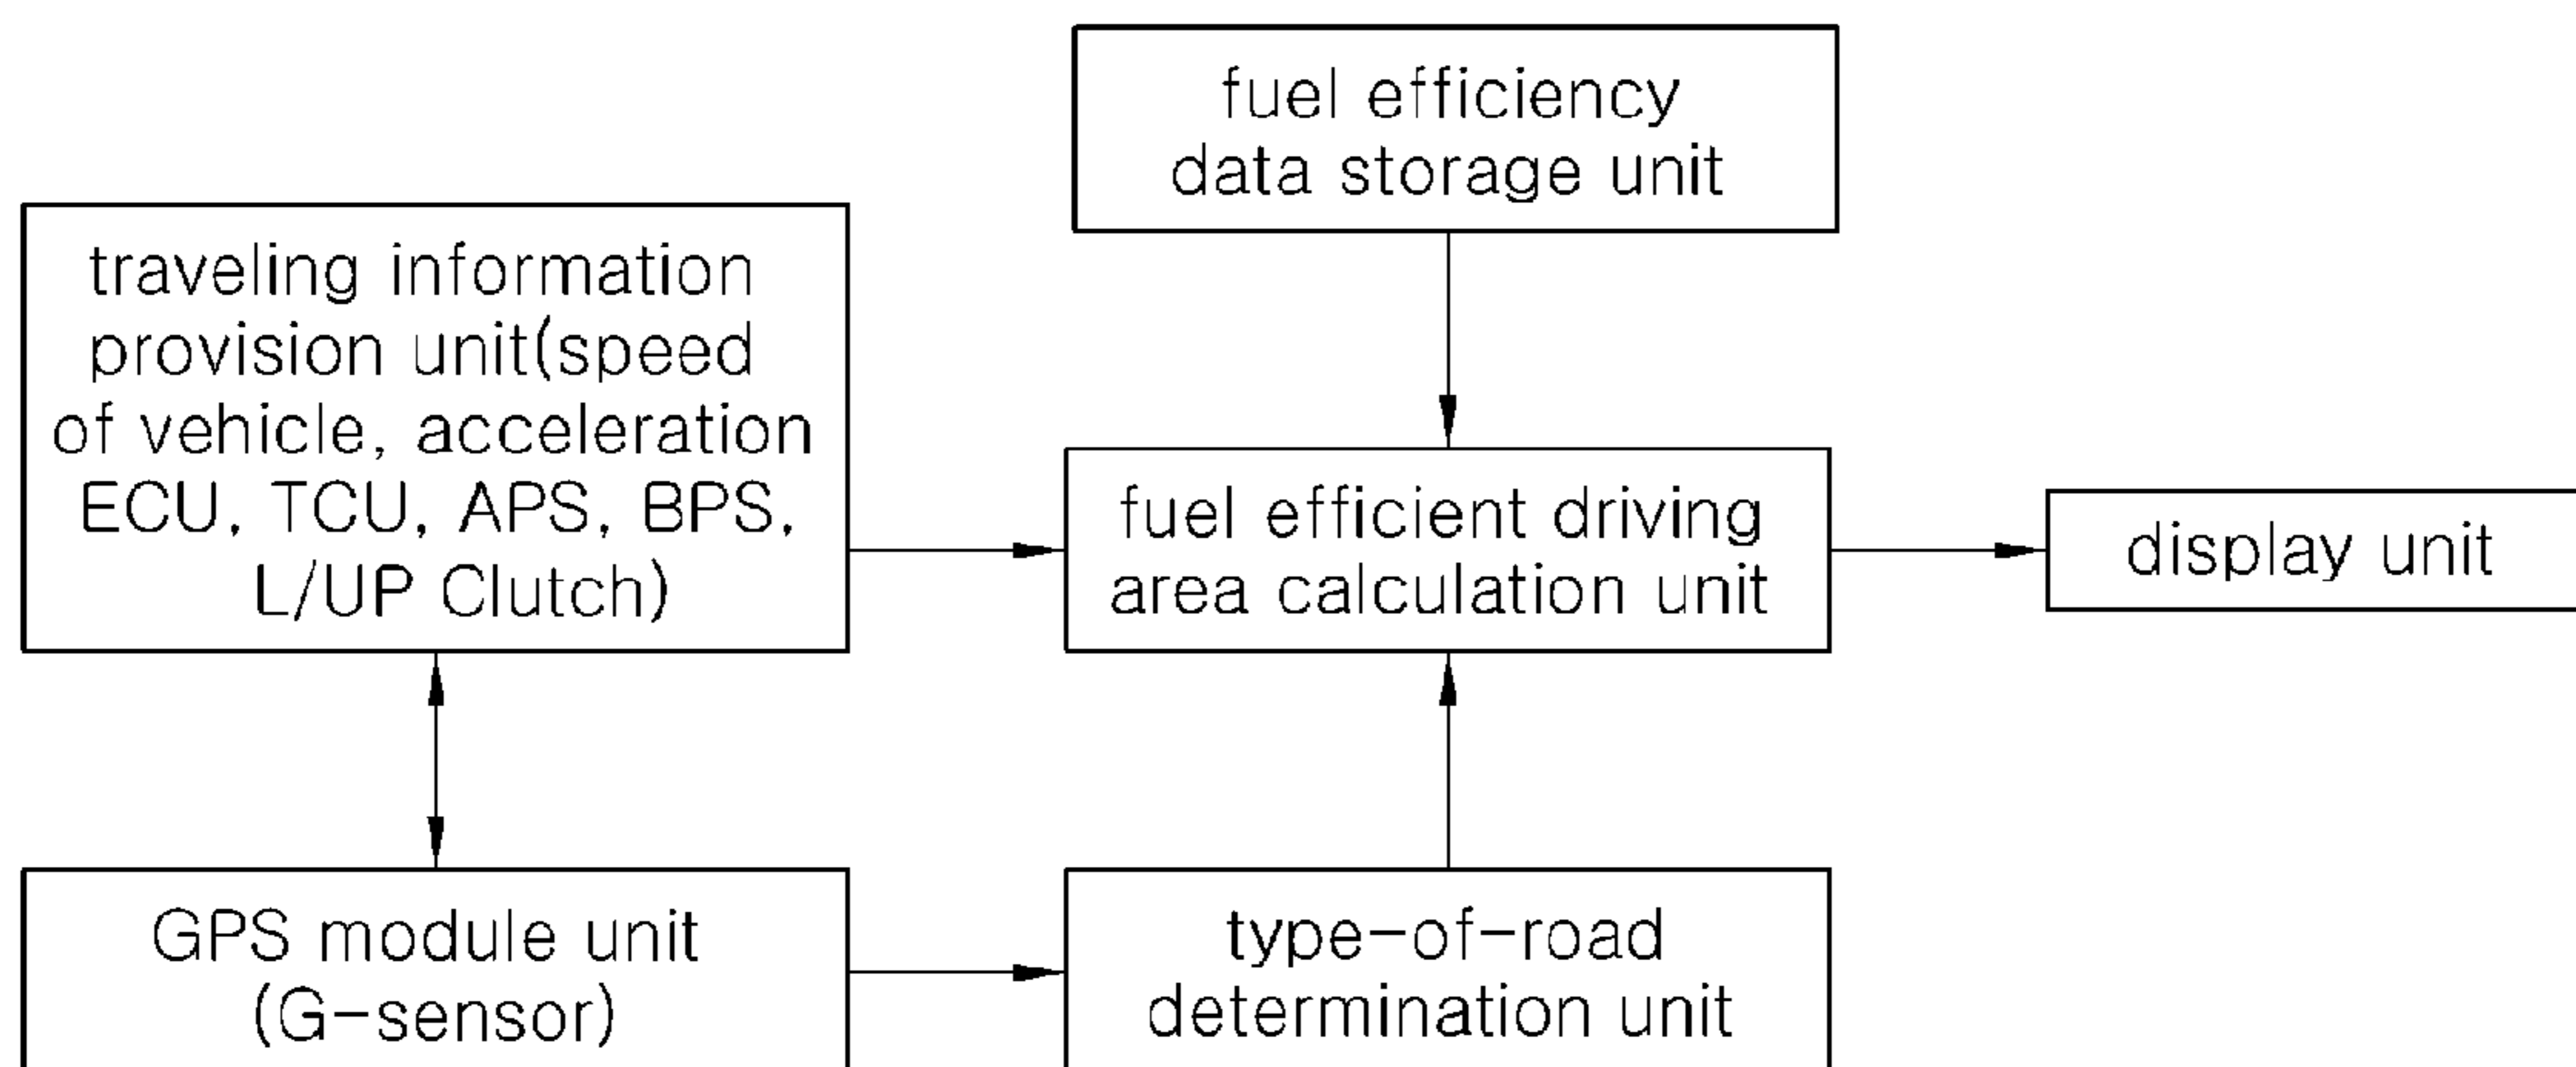 fuel efficiency
data storage unit
traveling information
provision unit(speed
of vehicle, acceleration
ECU, TCU, APS, BPS,
L/UP Clutch)
fuel efficient driving
area calculation unit
display unit
GPS module unit
(G-sensor)
type-of-road
determination unit